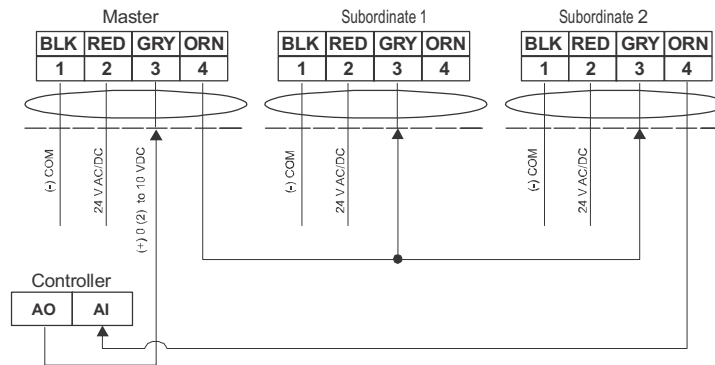 Master
BLK RED GRY ORN
1 2 3 4
(-) COM
24 V AC/DC
(+) 0 (2) to 10 VDC
Subordinate 1
BLK RED GRY ORN
1 2 3 4
(-) COM
24 V AC/DC
Subordinate 2
BLK RED GRY ORN
1 2 3 4
(-) COM
24 V AC/DC
Controller
AO AI